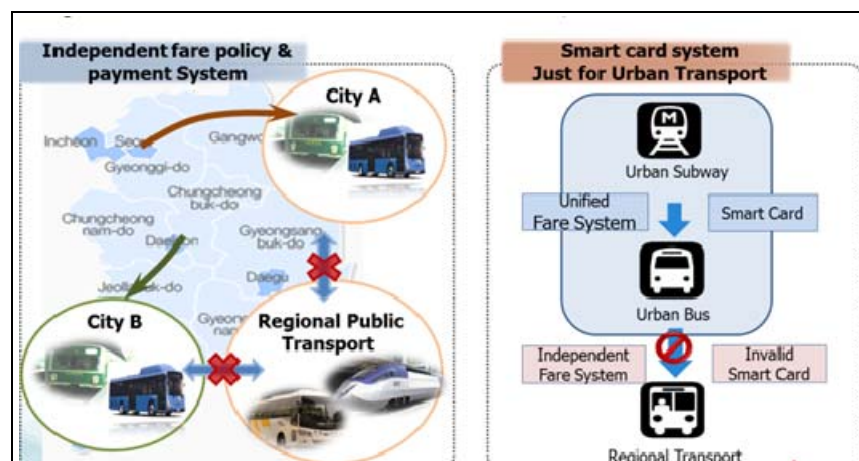 Independent fare policy &
payment System
City A
Incheon
Gyeonggi-do
Chungcheong
buk-do
Chungcheong
nam-do
Gyeongsang
buk-do
Daegu
City B
Regional Public
Transport
Smart card system
Just for Urban Transport
M
Urban Subway
Unified
Fare System
Smart Card
Urban Bus
Independent
Fare System
Invalid
Smart Card
Regional Transport